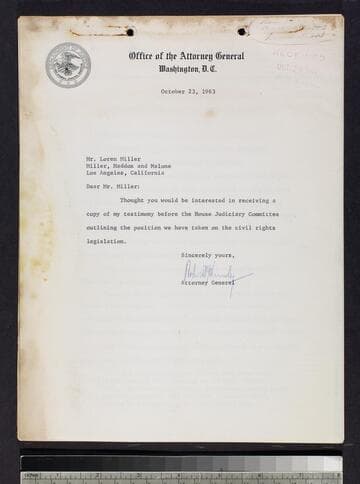 Office of the Attorney General
Washington, D.C.
RECEIVED
October 23, 1963
Mr. Loren Miller
Miller, Maddox and Malone
Los Angeles, California
Dear Mr. Miller:
Thought you would be interested in receiving a
copy of my testimony before the House Judiciary Committee
outlining the position we have taken on the civil rights
legislation.
Sincerely yours,
Attorney General